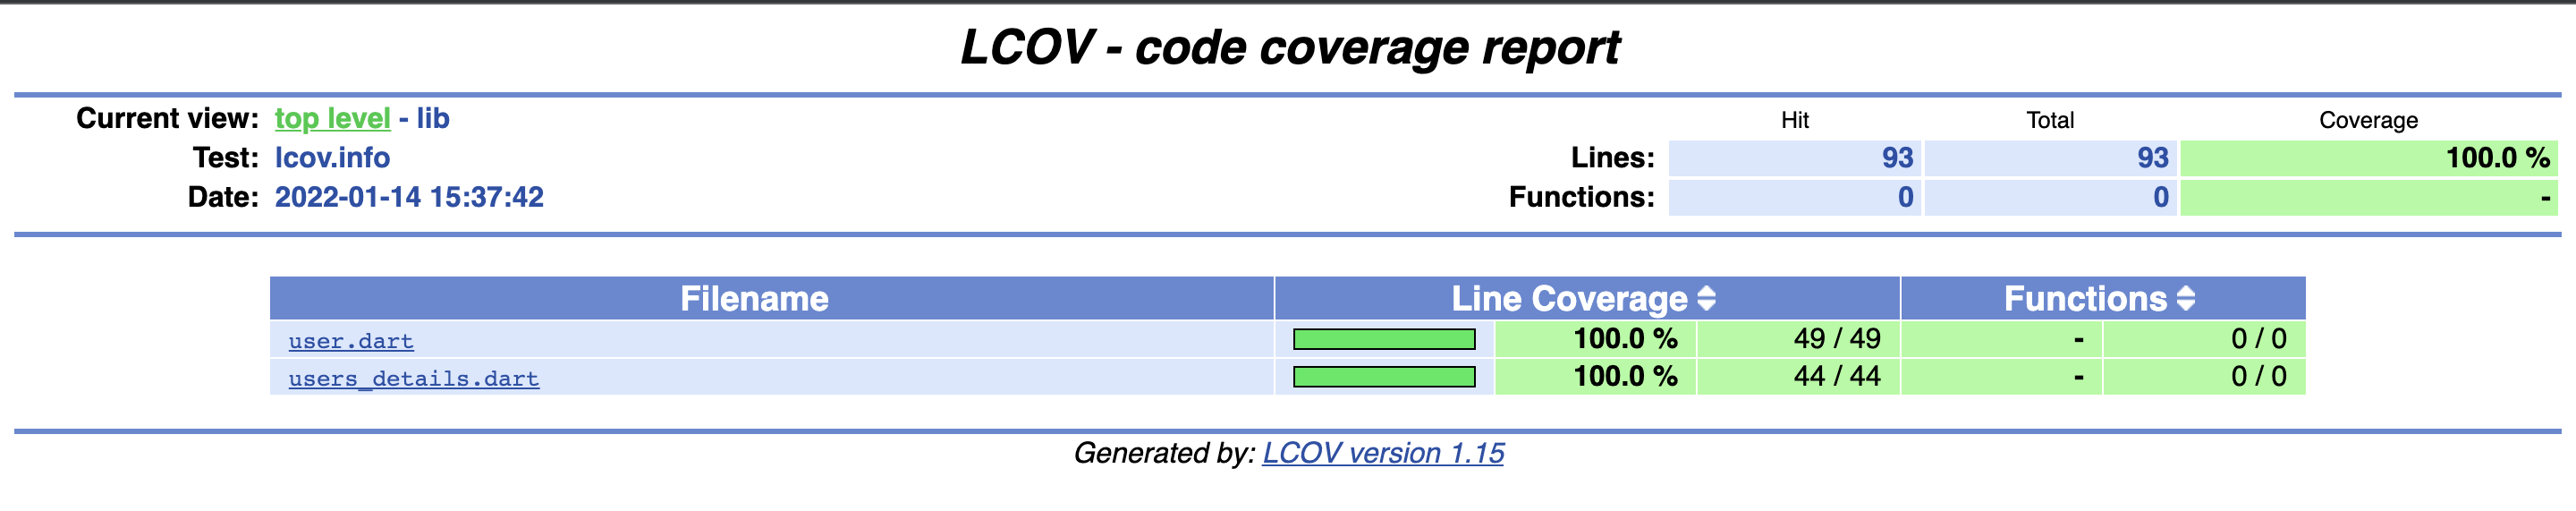 LCOV - code coverage report
Current view: top level - lib
Test: lcov.info
Date: 2022-01-14 15:37:42
Hit Total Coverage
Lines: 93 93 100.0 %
Functions: 0 0 -
Filename Line Coverage Functions
user.dart 100.0 % 49 / 49 - 0 / 0
users_details.dart 100.0 % 44 / 44 - 0 / 0
Generated by: LCOV version 1.15